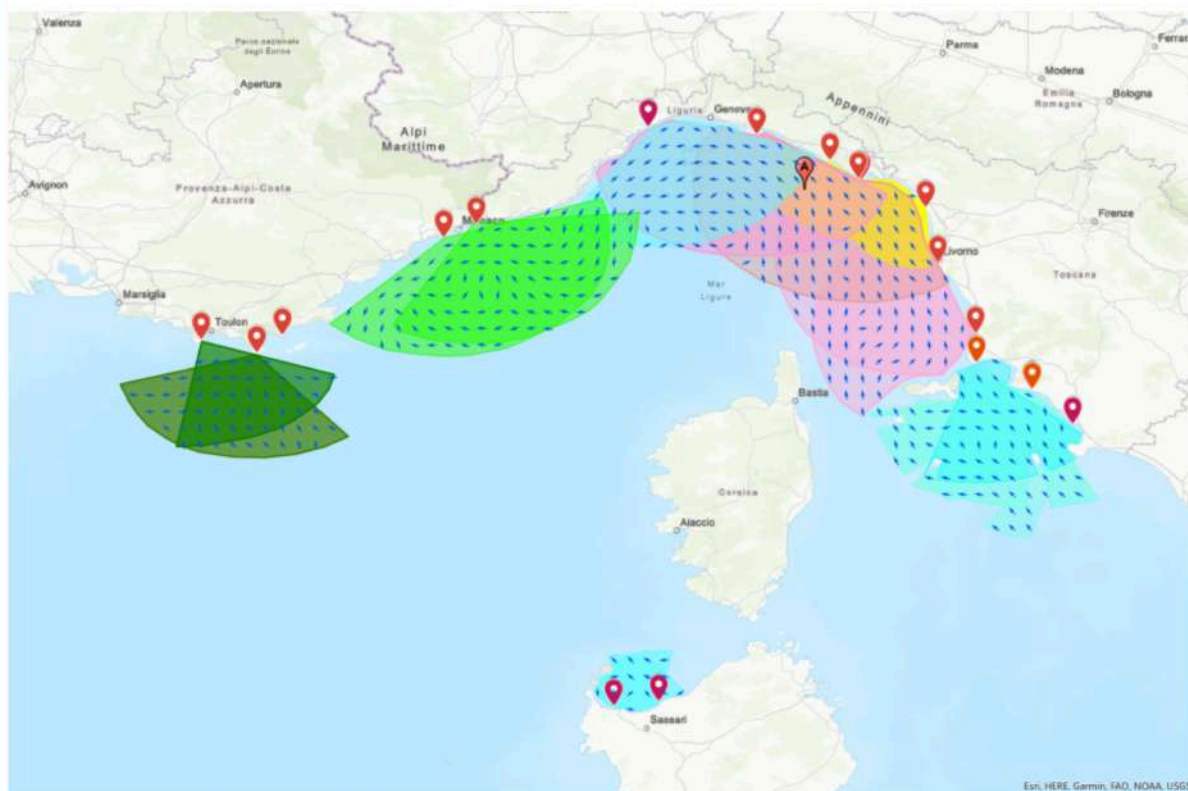 Valenza
Parco nazionale
degli Écrins
Apertura
Parma
Modena
Ferrar
Emilia
Romagna
Bologna
Liguria
Genova
Appennini
Alpi
Marittime
Avignon
Provenza-Alpi-Costa
Azzurra
Monaco
A
Firenze
Livorno
Toscana
Marsiglia
Toulon
Mar
Ligure
Bastia
Corsica
Aiaccio
Sassari
Esri, HERE, Garmin, FAO, NOAA, USGS